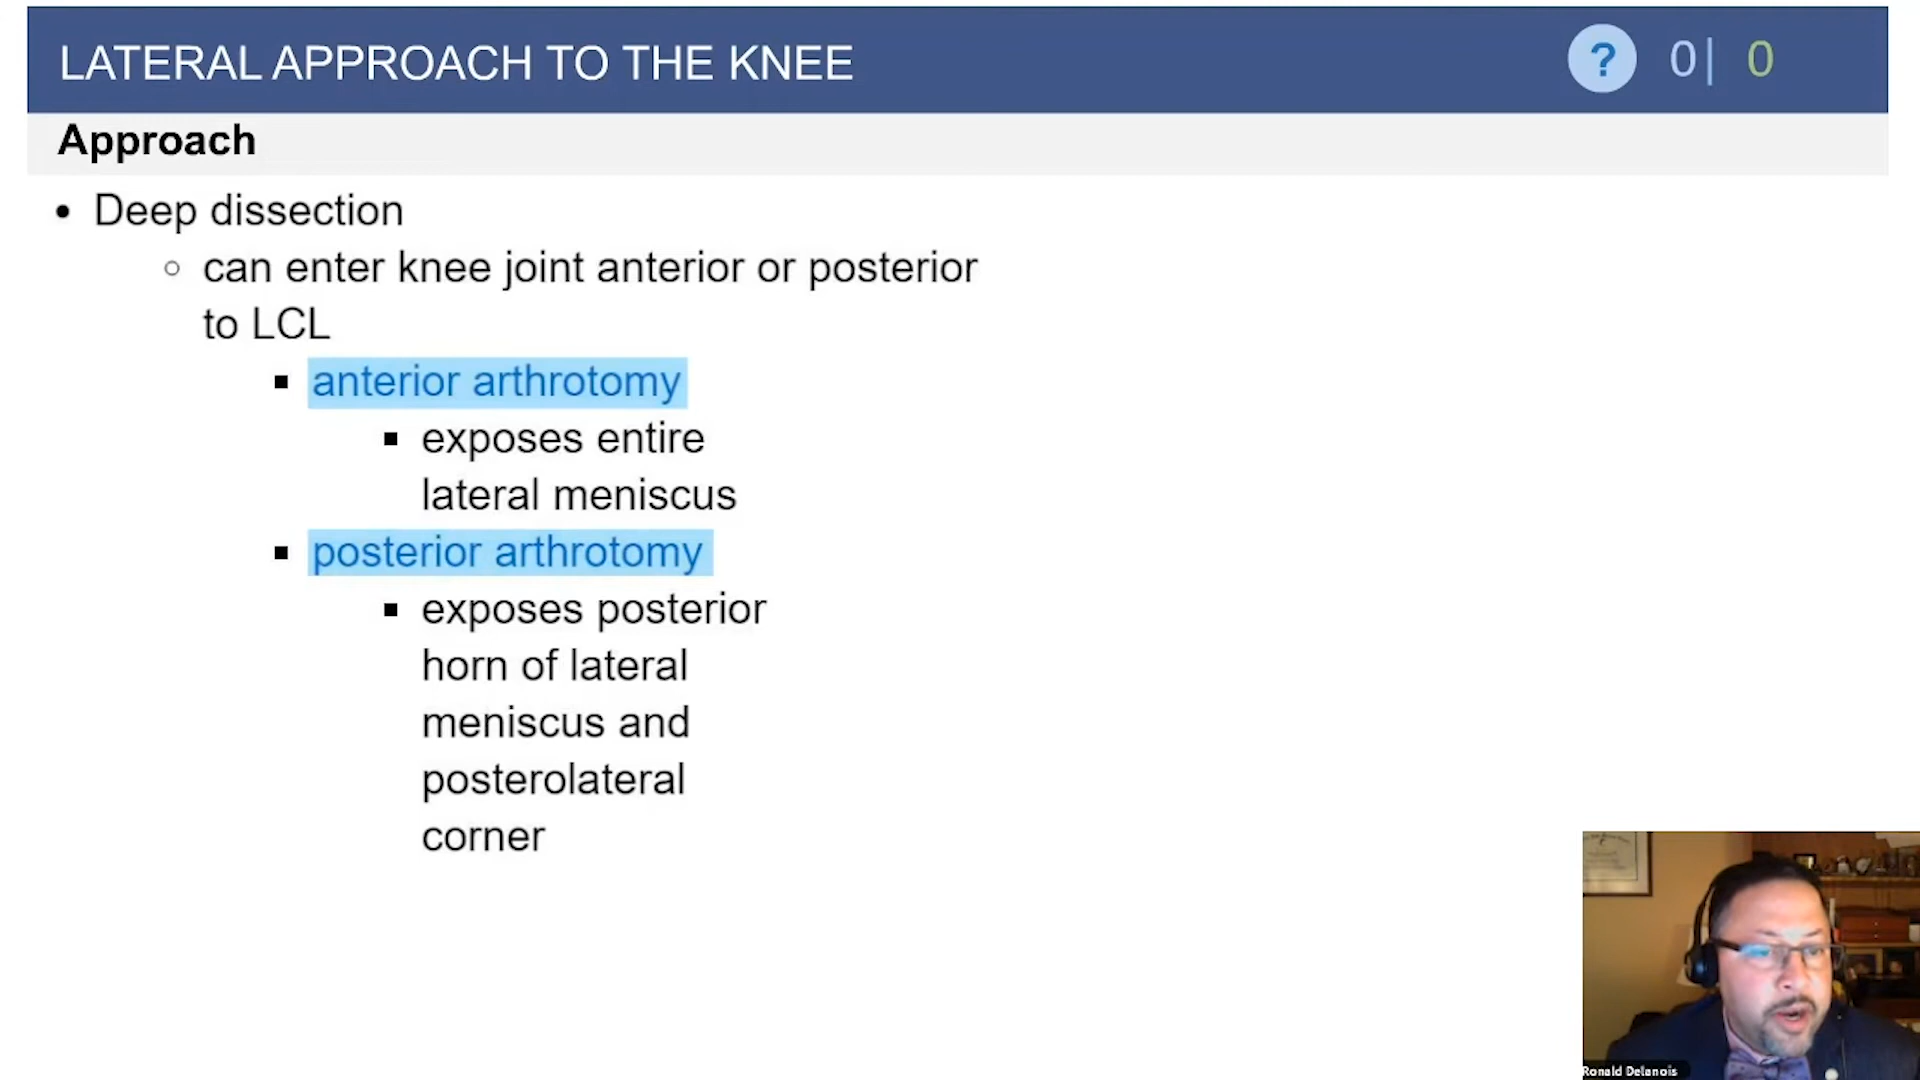 LATERAL APPROACH TO THE KNEE ? 0| 0
Approach
• Deep dissection
○ can enter knee joint anterior or posterior
to LCL
▪ anterior arthrotomy
▪ exposes entire
lateral meniscus
▪ posterior arthrotomy
▪ exposes posterior
horn of lateral
meniscus and
posterolateral
corner
Ronald Delanois